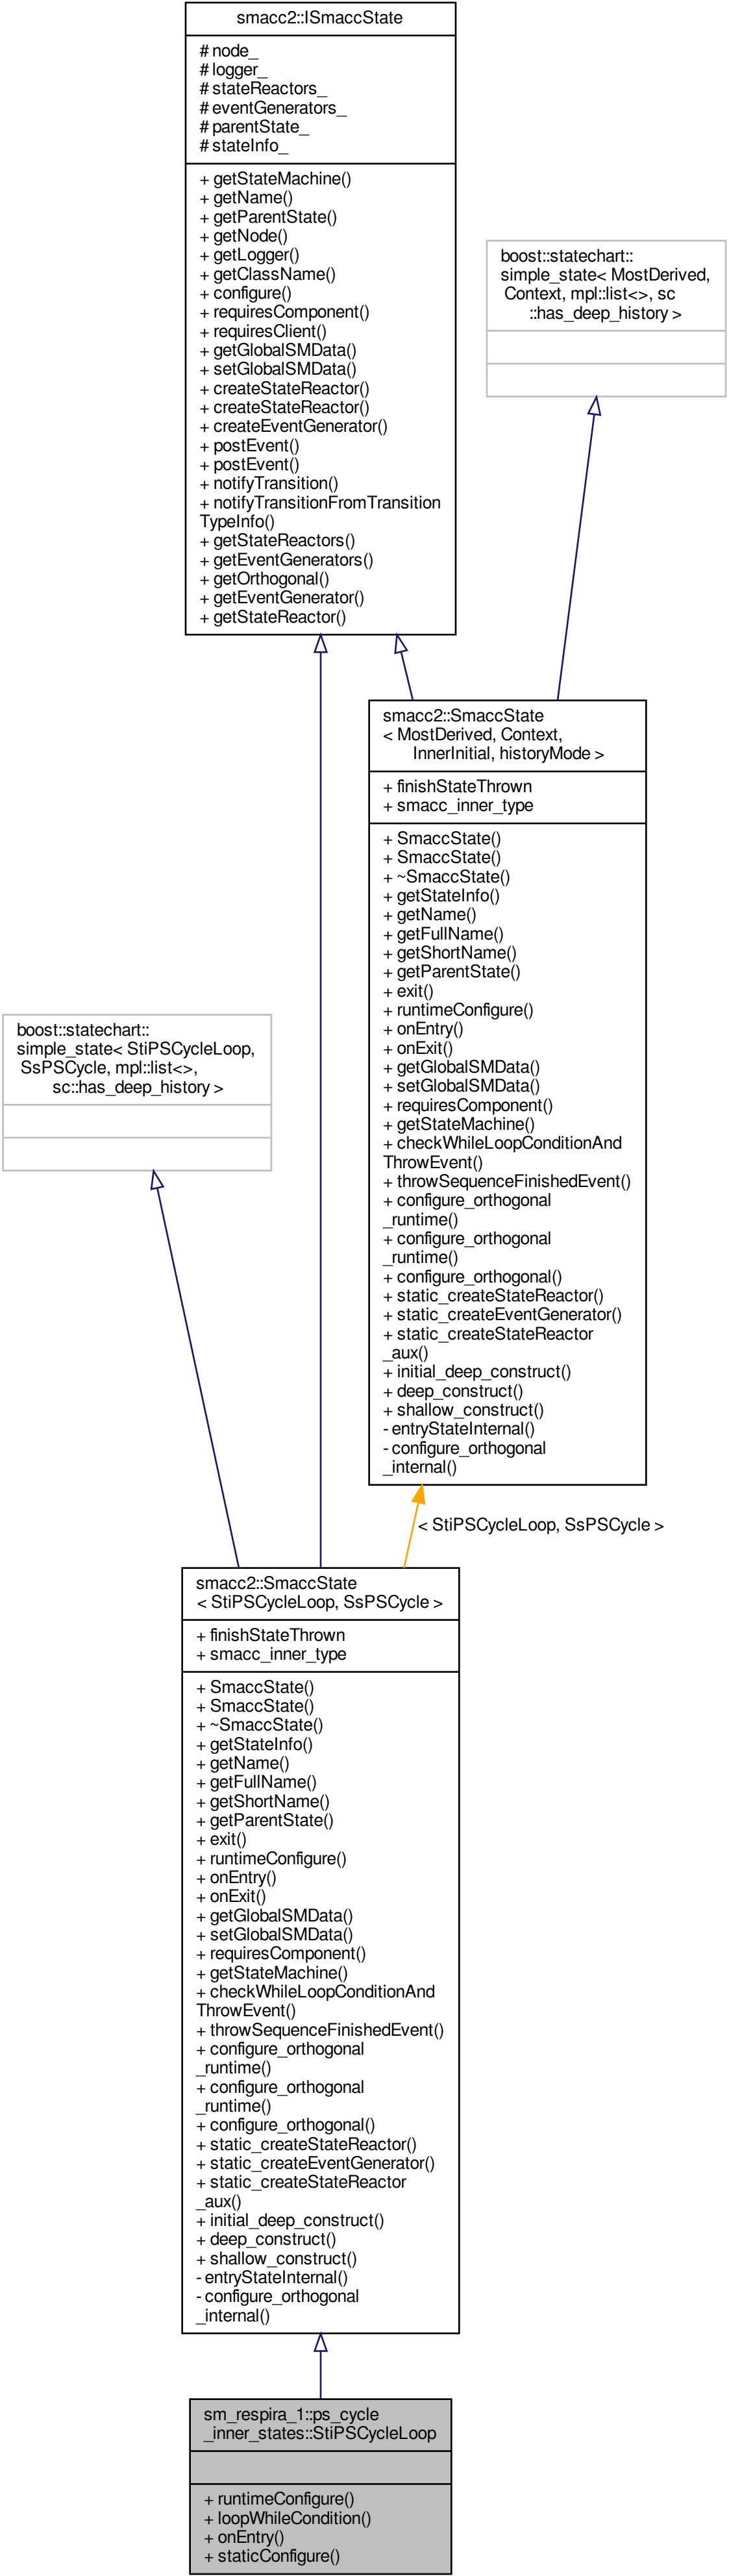 smacc2::ISmaccState
# node_
# logger_
# stateReactors_
# eventGenerators_
# parentState_
# stateInfo_
+ getStateMachine()
+ getName()
+ getParentState()
+ getNode()
+ getLogger()
+ getClassName()
+ configure()
+ requiresComponent()
+ requiresClient()
+ getGlobalSMData()
+ setGlobalSMData()
+ createStateReactor()
+ createStateReactor()
+ createEventGenerator()
+ postEvent()
+ postEvent()
+ notifyTransition()
+ notifyTransitionFromTransition
TypeInfo()
+ getStateReactors()
+ getEventGenerators()
+ getOrthogonal()
+ getEventGenerator()
+ getStateReactor()
boost::statechart::
simple_state< MostDerived,
Context, mpl::list<>, sc
::has_deep_history >
smacc2::SmaccState
< MostDerived, Context,
InnerInitial, historyMode >
+ finishStateThrown
+ smacc_inner_type
+ SmaccState()
+ SmaccState()
+ ~SmaccState()
+ getStateInfo()
+ getName()
+ getFullName()
+ getShortName()
+ getParentState()
+ exit()
+ runtimeConfigure()
+ onEntry()
+ onExit()
+ getGlobalSMData()
+ setGlobalSMData()
+ requiresComponent()
+ getStateMachine()
+ checkWhileLoopConditionAnd
ThrowEvent()
+ throwSequenceFinishedEvent()
+ configure_orthogonal
_runtime()
+ configure_orthogonal
_runtime()
+ configure_orthogonal()
+ static_createStateReactor()
+ static_createEventGenerator()
+ static_createStateReactor
_aux()
+ initial_deep_construct()
+ deep_construct()
+ shallow_construct()
- entryStateInternal()
- configure_orthogonal
_internal()
boost::statechart::
simple_state< StiPSCycleLoop,
SsPSCycle, mpl::list<>,
sc::has_deep_history >
< StiPSCycleLoop, SsPSCycle >
smacc2::SmaccState
< StiPSCycleLoop, SsPSCycle >
+ finishStateThrown
+ smacc_inner_type
+ SmaccState()
+ SmaccState()
+ ~SmaccState()
+ getStateInfo()
+ getName()
+ getFullName()
+ getShortName()
+ getParentState()
+ exit()
+ runtimeConfigure()
+ onEntry()
+ onExit()
+ getGlobalSMData()
+ setGlobalSMData()
+ requiresComponent()
+ getStateMachine()
+ checkWhileLoopConditionAnd
ThrowEvent()
+ throwSequenceFinishedEvent()
+ configure_orthogonal
_runtime()
+ configure_orthogonal
_runtime()
+ configure_orthogonal()
+ static_createStateReactor()
+ static_createEventGenerator()
+ static_createStateReactor
_aux()
+ initial_deep_construct()
+ deep_construct()
+ shallow_construct()
- entryStateInternal()
- configure_orthogonal
_internal()
sm_respira_1::ps_cycle
_inner_states::StiPSCycleLoop
+ runtimeConfigure()
+ loopWhileCondition()
+ onEntry()
+ staticConfigure()